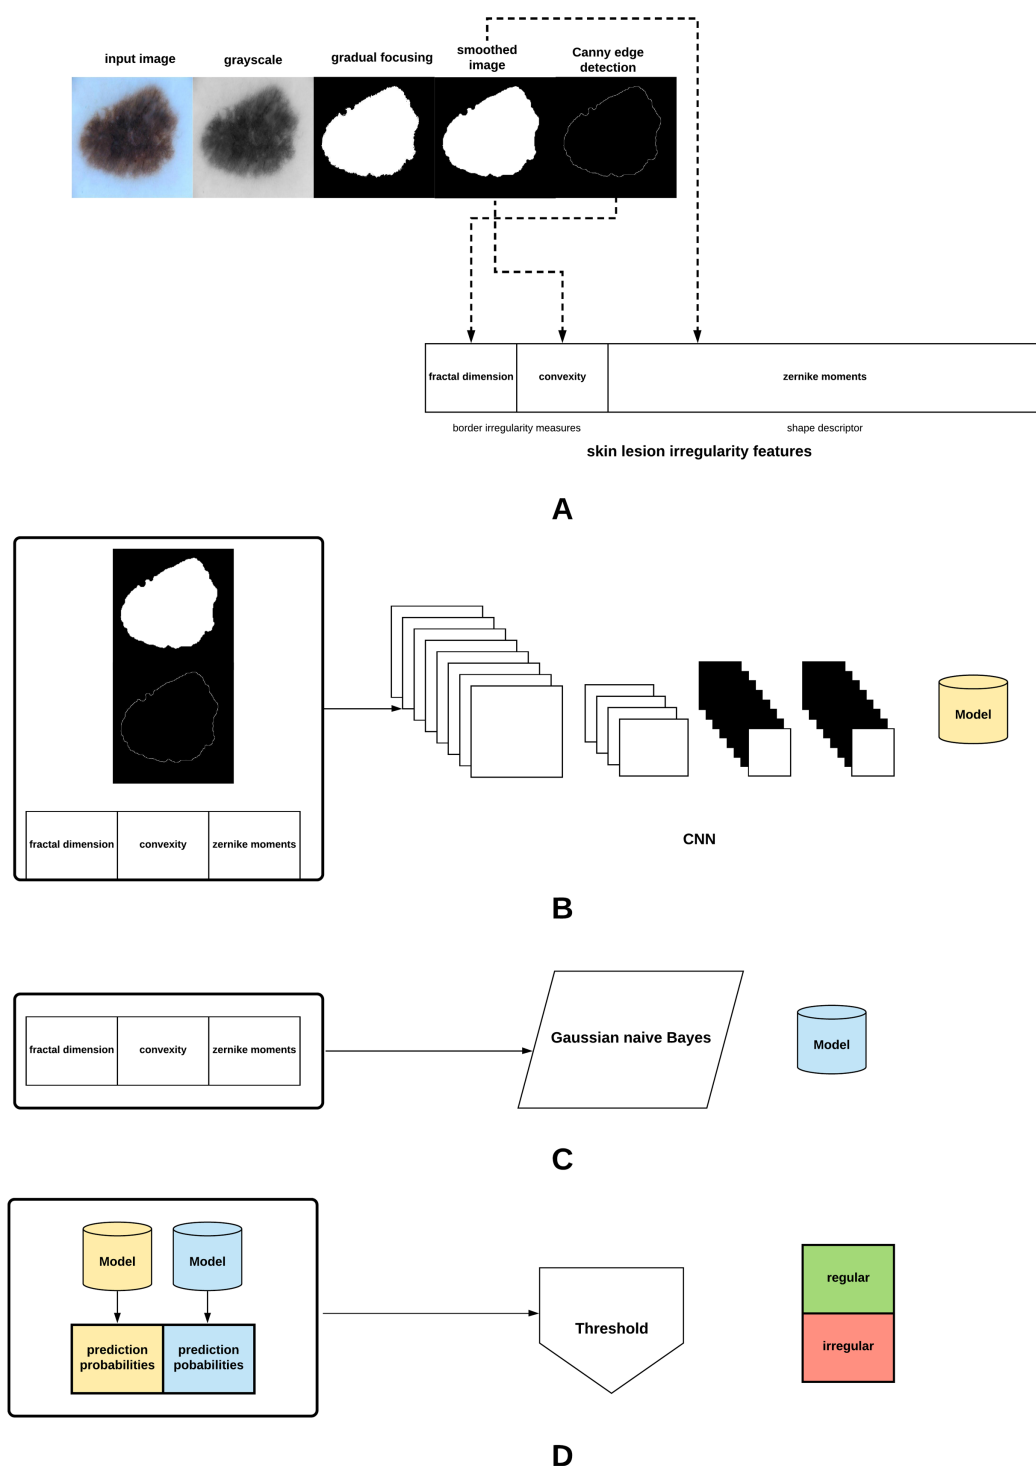 input image
grayscale
gradual focusing
smoothed
image
Canny edge
detection
fractal dimension
convexity
zernike moments
border irregularity measures
shape descriptor
skin lesion irregularity features
A
fractal dimension
convexity
zernike moments
Model
CNN
B
fractal dimension
convexity
zernike moments
Gaussian naive Bayes
Model
C
Model
Model
prediction
probabilities
prediction
pobabilities
Threshold
regular
irregular
D